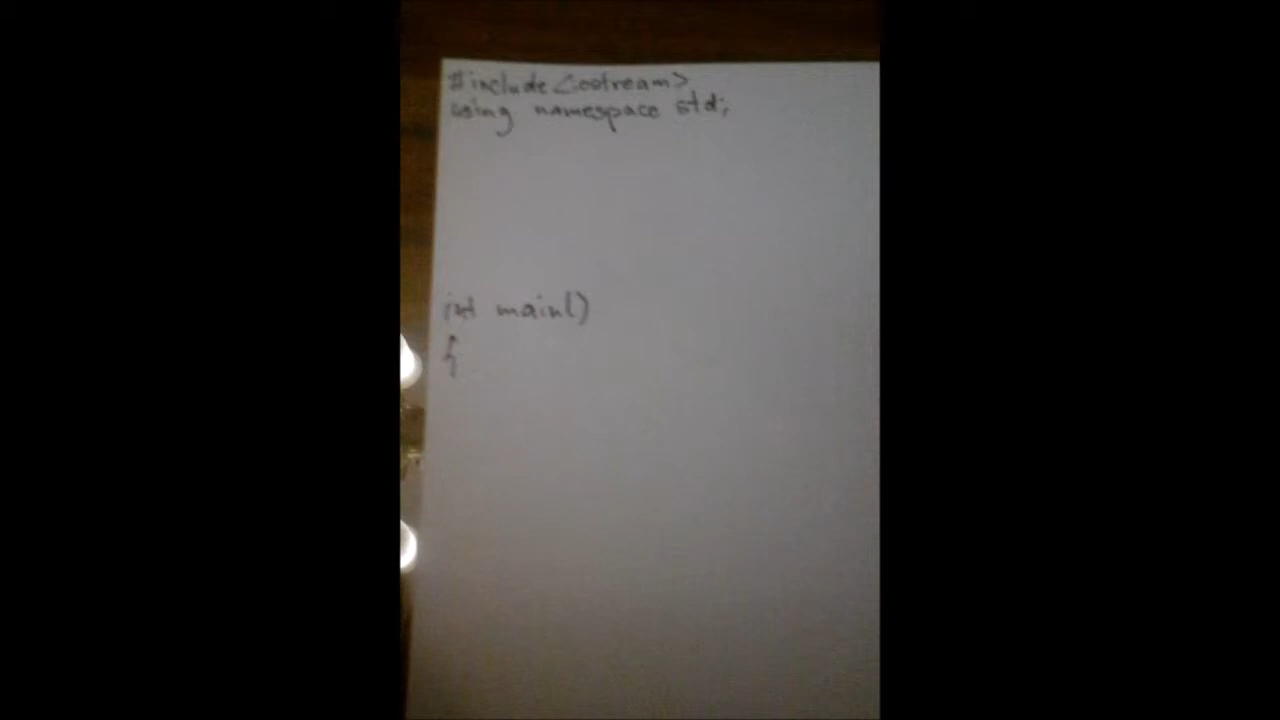 #include<iostream>
using namespace std;
int main()
{